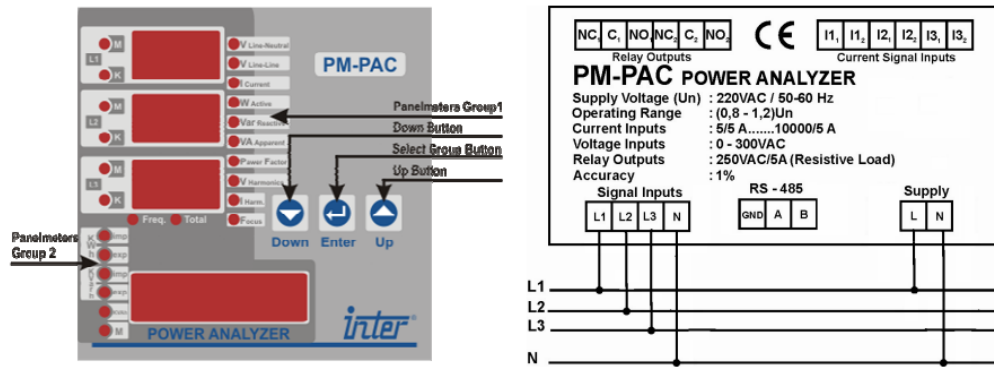 M
L1
K
M
L2
K
M
L3
K
Freq. Total
V Line-Neutral
V Line-Line
I Current
W Active
Var Reactive
VA Apparent
Power Factor
V Harmonics
I Harm.
Focus
PM-PAC
Panelmeters Group1
Down Button
Select Group Button
Up Button
Down Enter Up
Panelmeters
Group 2
imp
exp
imp
exp
M
POWER ANALYZER
inter
NC₁ C₁ NO₁ NC₂ C₂ NO₂
Relay Outputs
CE
I1₁ I1₂ I2₁ I2₂ I3₁ I3₂
Current Signal Inputs
PM-PAC POWER ANALYZER
Supply Voltage (Un) : 220VAC / 50-60 Hz
Operating Range : (0,8 - 1,2)Un
Current Inputs : 5/5 A.......10000/5 A
Voltage Inputs : 0 - 300VAC
Relay Outputs : 250VAC/5A (Resistive Load)
Accuracy : 1%
Signal Inputs
L1 L2 L3 N
RS - 485
GND A B
Supply
L N
L1
L2
L3
N